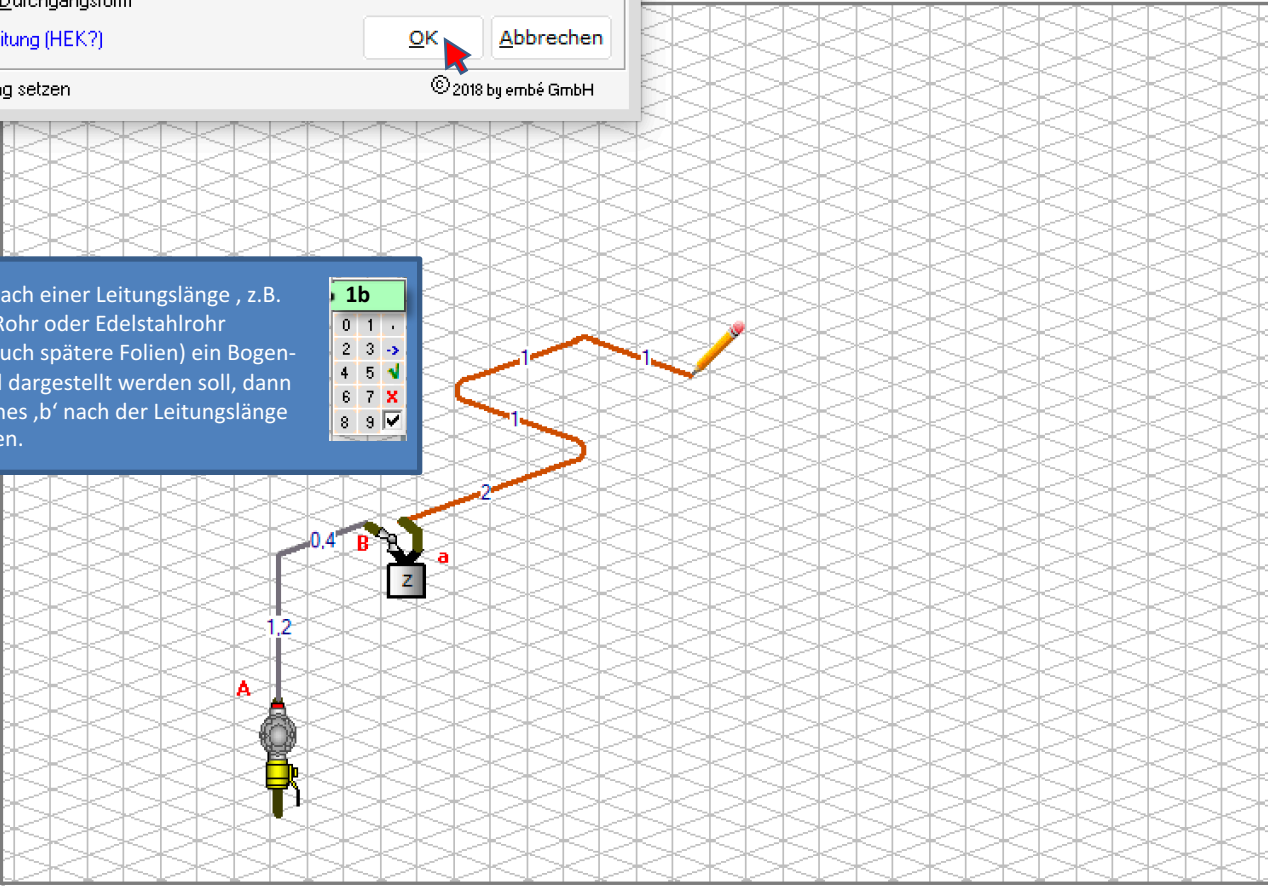 Durchgangsform
itung (HEK?)
OK
Abbrechen
ng setzen
© 2018 by embé GmbH
ach einer Leitungslänge , z.B.
Rohr oder Edelstahlrohr
uch spätere Folien) ein Bogen-
l dargestellt werden soll, dann
nes ‚b‘ nach der Leitungslänge
en.
1b
0 1 .
2 3 ->
4 5
6 7 X
8 9
1
1
1
2
0,4
B
a
Z
1,2
A